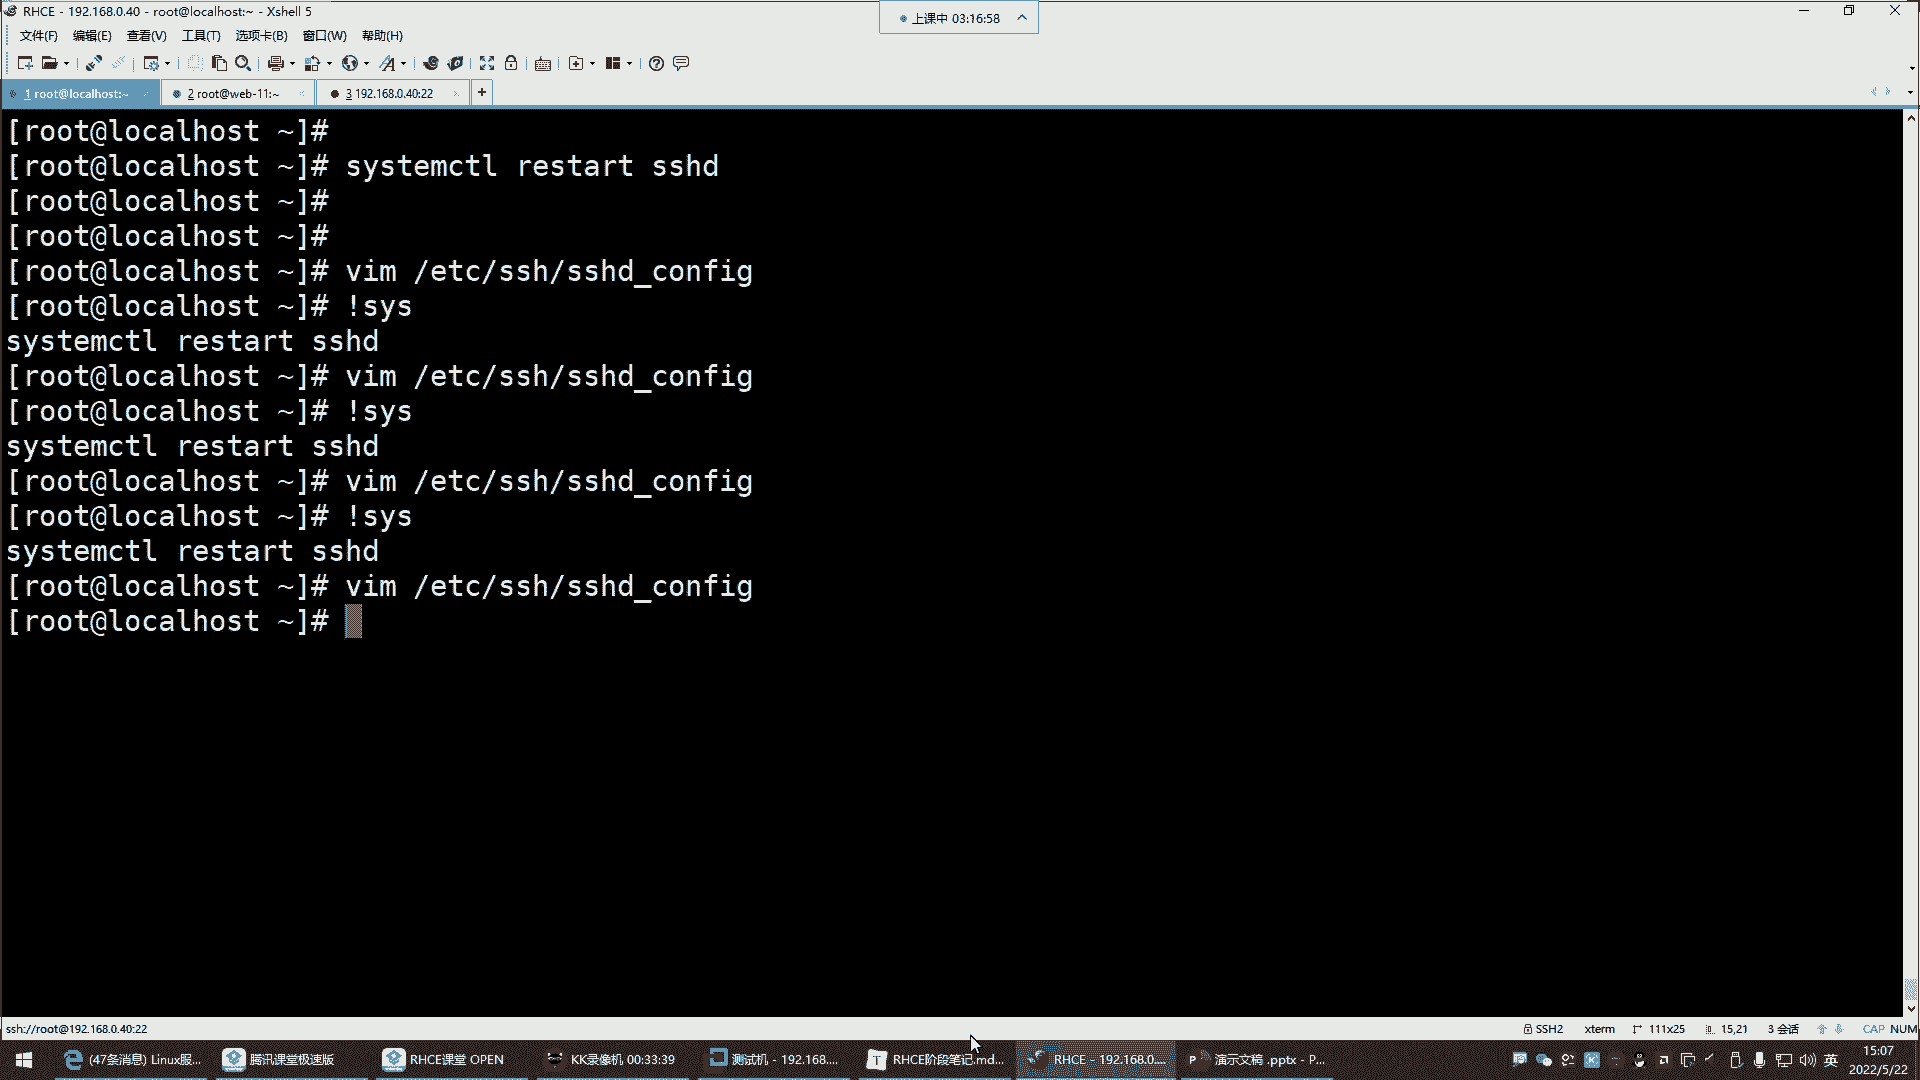 RHCE - 192.168.0.40 - root@localhost:~ - Xshell 5
上课中 03:16:58
文件(F) 编辑(E) 查看(V) 工具(T) 选项卡(B) 窗口(W) 帮助(H)
1 root@localhost:~ 2 root@web-11:~ 3 192.168.0.40:22 +
[root@localhost ~]#
[root@localhost ~]# systemctl restart sshd
[root@localhost ~]#
[root@localhost ~]#
[root@localhost ~]# vim /etc/ssh/sshd_config
[root@localhost ~]# !sys
systemctl restart sshd
[root@localhost ~]# vim /etc/ssh/sshd_config
[root@localhost ~]# !sys
systemctl restart sshd
[root@localhost ~]# vim /etc/ssh/sshd_config
[root@localhost ~]# !sys
systemctl restart sshd
[root@localhost ~]# vim /etc/ssh/sshd_config
[root@localhost ~]#
ssh://root@192.168.0.40:22 SSH2 xterm 111x25 15,21 3 会话 CAP NUM
(47条消息) Linux服... 腾讯课堂极速版 RHCE课堂 OPEN KK录像机 00:33:39 测试机 - 192.168.... RHCE阶段笔记.md... RHCE - 192.168.0.... 演示文稿 .pptx - P... 英 15:07
2022/5/22